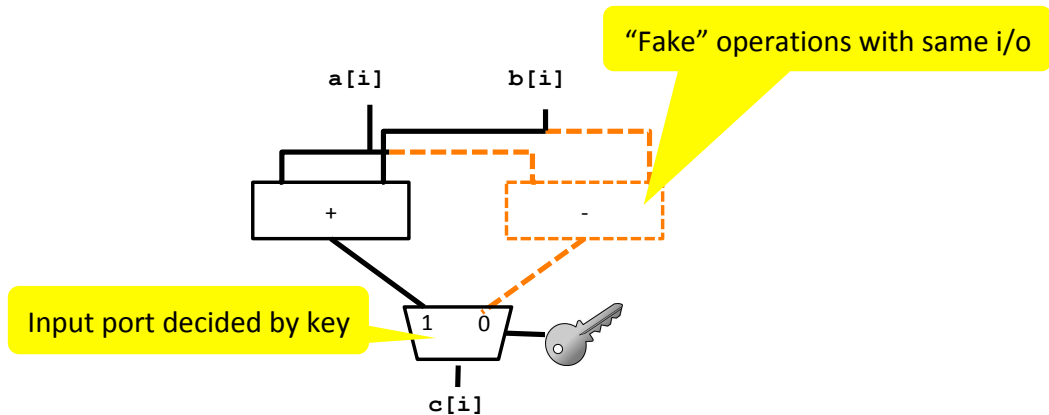 “Fake” operations with same i/o
a[i]
b[i]
+
-
Input port decided by key
1
0
c[i]